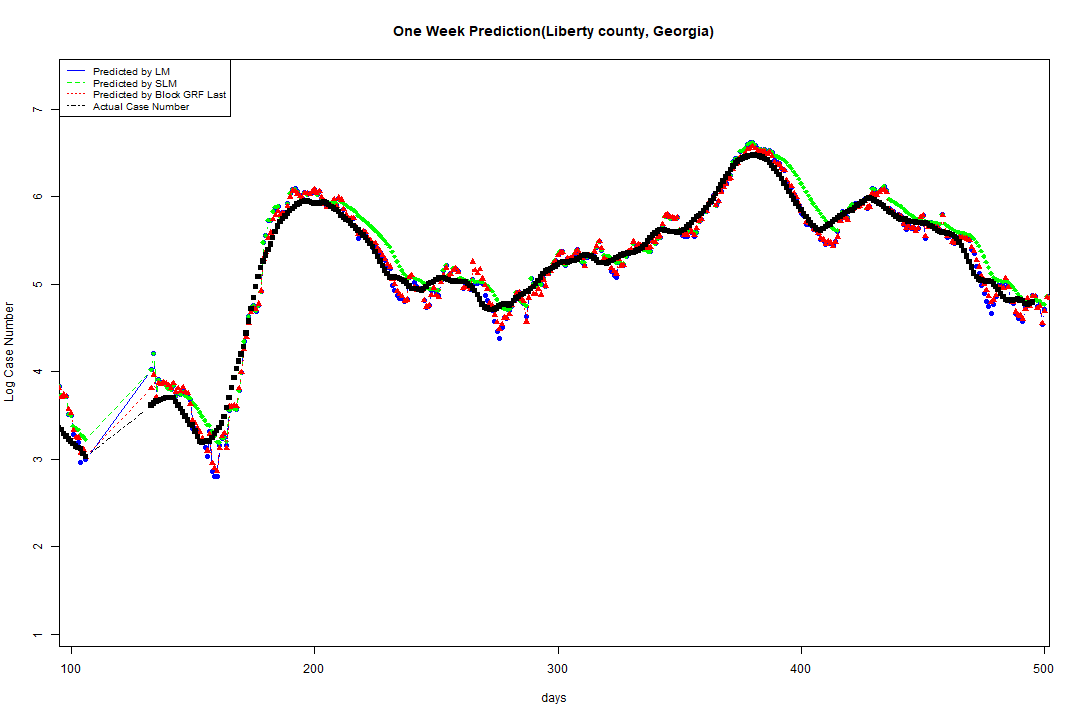 One Week Prediction(Liberty county, Georgia)
Predicted by LM
Predicted by SLM
Predicted by Block GRF Last
Actual Case Number
7
6
5
4
3
2
1
Log Case Number
100 200 300 400 500
days